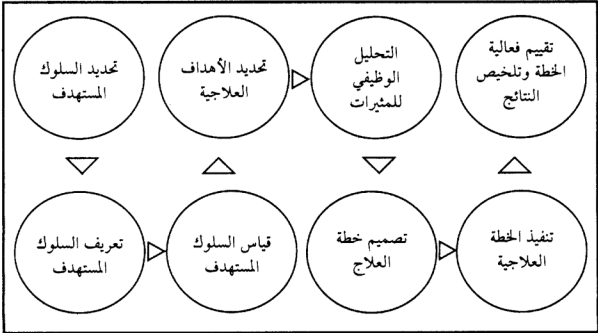 تحديد السلوك
المستهدف
تحديد الأهداف
العلاجية
التحليل
الوظيفي
للمثيرات
تقييم فعالية
الخطة وتلخيص
النتائج
تعريف السلوك
المستهدف
قياس السلوك
المستهدف
تصميم خطة
العلاج
تنفيذ الخطة
العلاجية